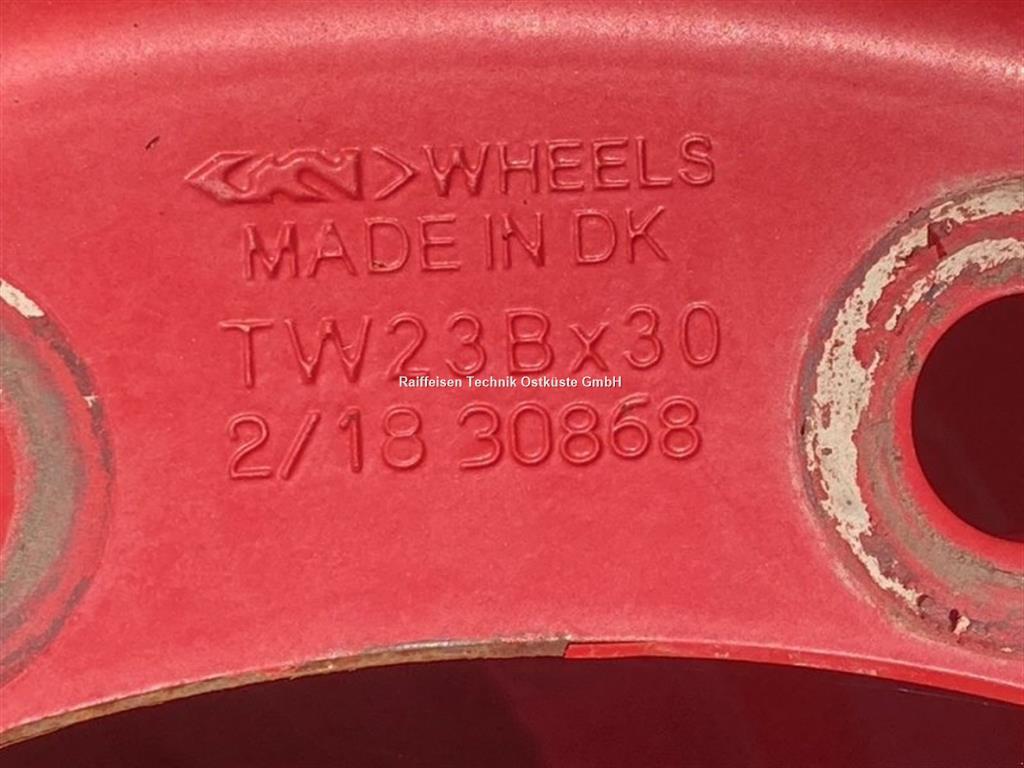 WHEELS
MADE IN DK
TW23Bx30
Raiffeisen Technik Ostküste GmbH
2/18 30868